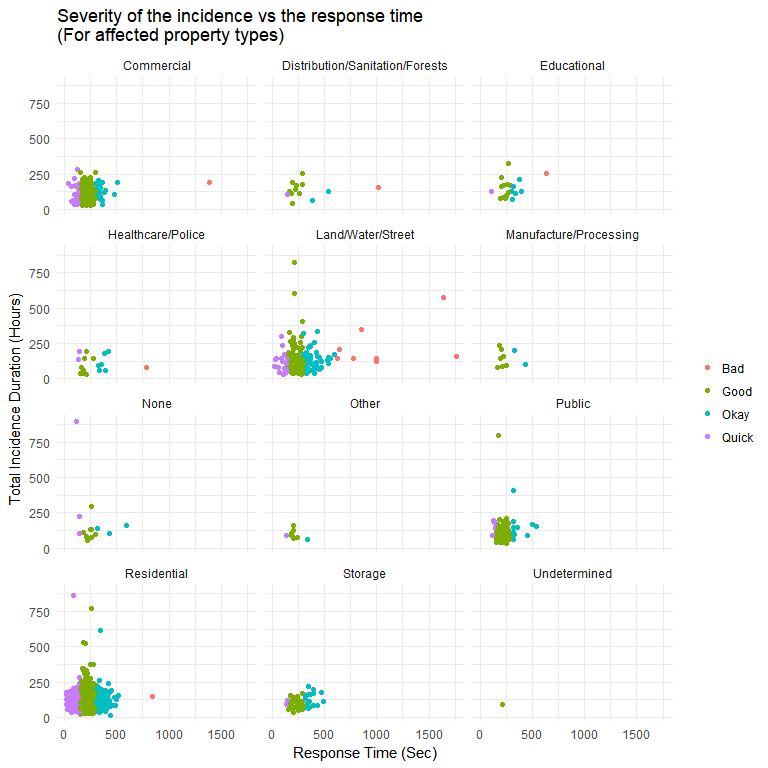 Severity of the incidence vs the response time
(For affected property types)
Commercial
Distribution/Sanitation/Forests
Educational
750
500
250
0
Healthcare/Police
Land/Water/Street
Manufacture/Processing
750
500
250
0
None
Other
Public
750
500
250
0
Residential
Storage
Undetermined
750
500
250
0
0 500 1000 1500
0 500 1000 1500
0 500 1000 1500
Response Time (Sec)
Total Incidence Duration (Hours)
Bad
Good
Okay
Quick